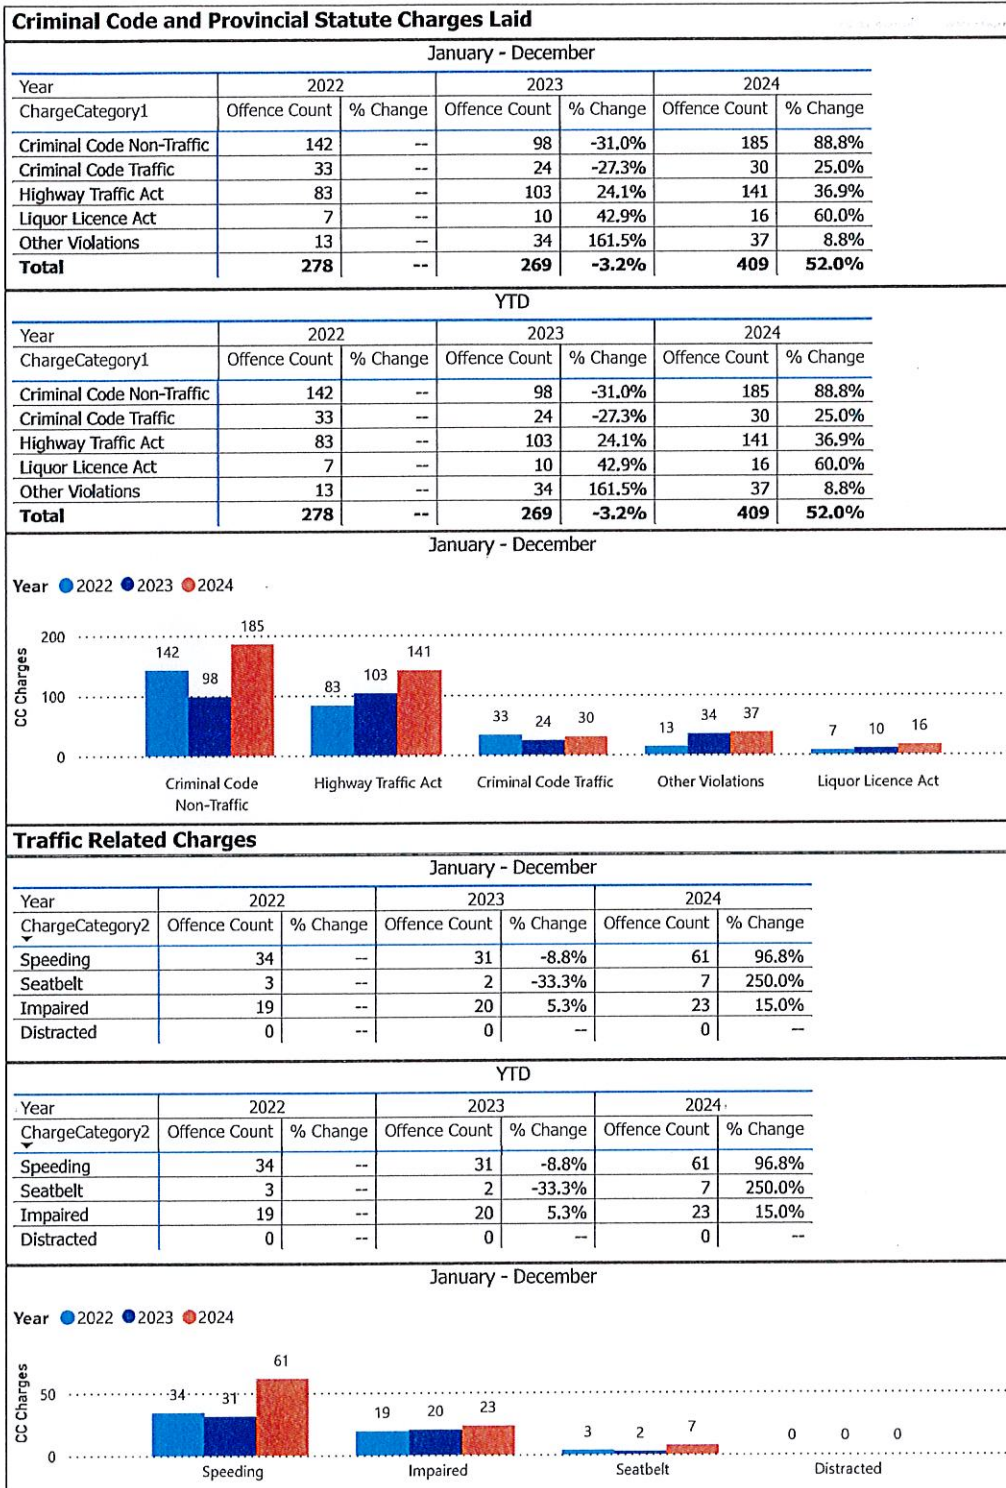 Criminal Code and Provincial Statute Charges Laid
January - December
Year 2022 2023 2024
ChargeCategory1 Offence Count % Change Offence Count % Change Offence Count % Change
Criminal Code Non-Traffic 142 -- 98 -31.0% 185 88.8%
Criminal Code Traffic 33 -- 24 -27.3% 30 25.0%
Highway Traffic Act 83 -- 103 24.1% 141 36.9%
Liquor Licence Act 7 -- 10 42.9% 16 60.0%
Other Violations 13 -- 34 161.5% 37 8.8%
Total 278 -- 269 -3.2% 409 52.0%
YTD
Year 2022 2023 2024
ChargeCategory1 Offence Count % Change Offence Count % Change Offence Count % Change
Criminal Code Non-Traffic 142 -- 98 -31.0% 185 88.8%
Criminal Code Traffic 33 -- 24 -27.3% 30 25.0%
Highway Traffic Act 83 -- 103 24.1% 141 36.9%
Liquor Licence Act 7 -- 10 42.9% 16 60.0%
Other Violations 13 -- 34 161.5% 37 8.8%
Total 278 -- 269 -3.2% 409 52.0%
January - December
Year 2022 2023 2024
CC Charges
200
100
0
142 98 185
83 103 141
33 24 30
13 34 37
7 10 16
Criminal Code Non-Traffic
Highway Traffic Act
Criminal Code Traffic
Other Violations
Liquor Licence Act
Traffic Related Charges
January - December
Year 2022 2023 2024
ChargeCategory2 Offence Count % Change Offence Count % Change Offence Count % Change
Speeding 34 -- 31 -8.8% 61 96.8%
Seatbelt 3 -- 2 -33.3% 7 250.0%
Impaired 19 -- 20 5.3% 23 15.0%
Distracted 0 -- 0 -- 0 --
YTD
Year 2022 2023 2024
ChargeCategory2 Offence Count % Change Offence Count % Change Offence Count % Change
Speeding 34 -- 31 -8.8% 61 96.8%
Seatbelt 3 -- 2 -33.3% 7 250.0%
Impaired 19 -- 20 5.3% 23 15.0%
Distracted 0 -- 0 -- 0 --
January - December
Year 2022 2023 2024
CC Charges
50
0
34 31 61
19 20 23
3 2 7
0 0 0
Speeding
Impaired
Seatbelt
Distracted